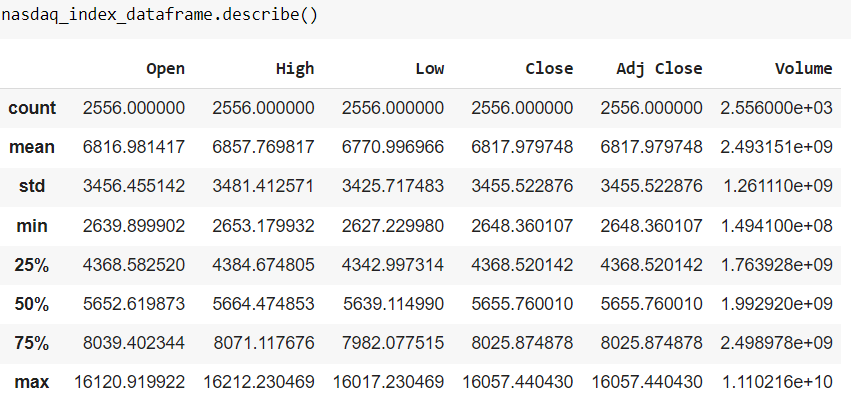 nasdaq_index_dataframe.describe()
Open High Low Close Adj Close Volume
count 2556.000000 2556.000000 2556.000000 2556.000000 2556.000000 2.556000e+03
mean 6816.981417 6857.769817 6770.996966 6817.979748 6817.979748 2.493151e+09
std 3456.455142 3481.412571 3425.717483 3455.522876 3455.522876 1.261110e+09
min 2639.899902 2653.179932 2627.229980 2648.360107 2648.360107 1.494100e+08
25% 4368.582520 4384.674805 4342.997314 4368.520142 4368.520142 1.763928e+09
50% 5652.619873 5664.474853 5639.114990 5655.760010 5655.760010 1.992920e+09
75% 8039.402344 8071.117676 7982.077515 8025.874878 8025.874878 2.498978e+09
max 16120.919922 16212.230469 16017.230469 16057.440430 16057.440430 1.110216e+10